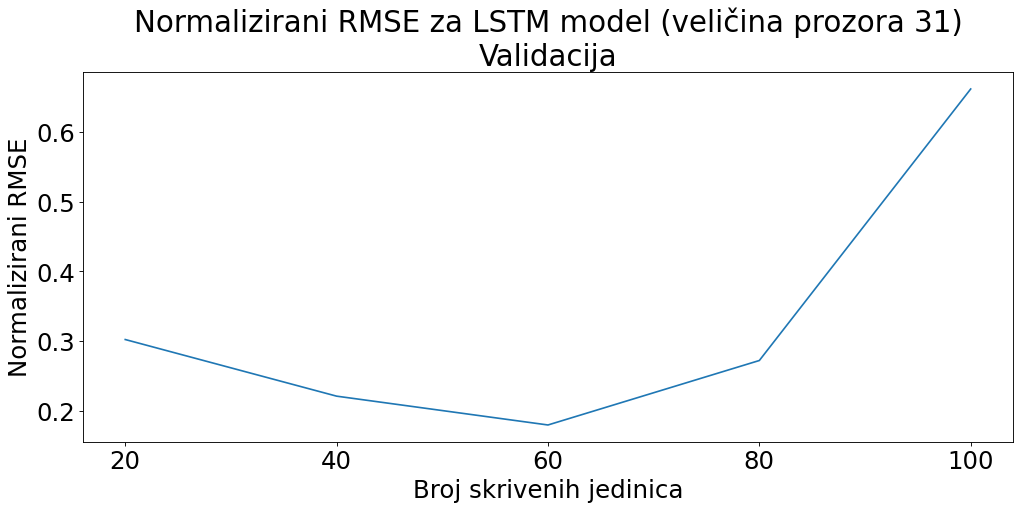 Normalizirani RMSE za LSTM model (veličina prozora 31)
Validacija
Normalizirani RMSE
0.6
0.5
0.4
0.3
0.2
20 40 60 80 100
Broj skrivenih jedinica